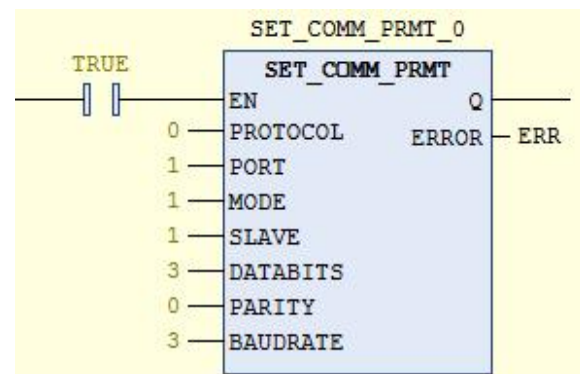 SET_COMM_PRMT_0
TRUE
SET_COMM_PRMT
EN Q
0 PROTOCOL ERROR ERR
1 PORT
1 MODE
1 SLAVE
3 DATABITS
0 PARITY
3 BAUDRATE